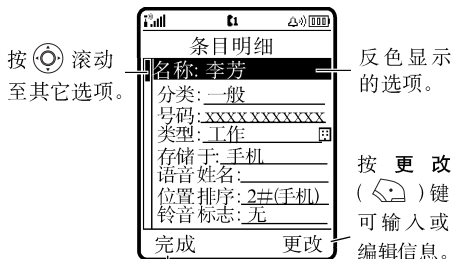 条目明细
名称: 李芳
分类: 一般
号码: xxxxxxxxxxx
类型: 工作
存储于: 手机
语音姓名:
位置排序: 2#(手机)
铃音标志: 无
完成
更改
按 滚动
至其它选项。
反色显示
的选项。
按 更 改
( )键
可输入或
编辑信息。